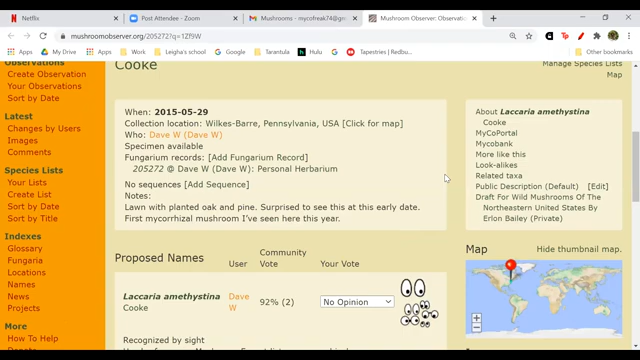 Netflix
Post Attendee - Zoom
Mushrooms - mycofreak74@gm
Mushroom Observer: Observatio
mushroomobserver.org/205272?q=1Zf9W
Apps
My Drive
DMV
Outlook
Leigha's school
Tarantula
Hulu
Tapestries | Redbu...
Other bookmarks
Observations
Create Observation
Your Observations
Sort by Date
Latest
Changes by Users
Images
Comments
Species Lists
Your Lists
Create List
Sort by Date
Sort by Title
Indexes
Glossary
Fungaria
Locations
Names
News
Projects
More
How To Help
Cooke
When: 2015-05-29
Collection location: Wilkes-Barre, Pennsylvania, USA [Click for map]
Who: Dave W (Dave W)
Specimen available
Fungarium records: [Add Fungarium Record]
205272 @ Dave W (Dave W): Personal Herbarium
No sequences [Add Sequence]
Notes:
Lawn with planted oak and pine. Surprised to see this at this early date.
First mycorrhizal mushroom I've seen here this year.
Proposed Names
User
Community Vote
Your Vote
Laccaria amethystina
Cooke
Dave W
92% (2)
No Opinion
Recognized by sight
Manage Species Lists
Map
About Laccaria amethystina
Cooke
MyCoPortal
Mycobank
More like this
Look-alikes
Related taxa
Public Description (Default) [Edit]
Draft For Wild Mushrooms Of The
Northeastern United States By
Erlon Bailey (Private)
Map
Hide thumbnail map.